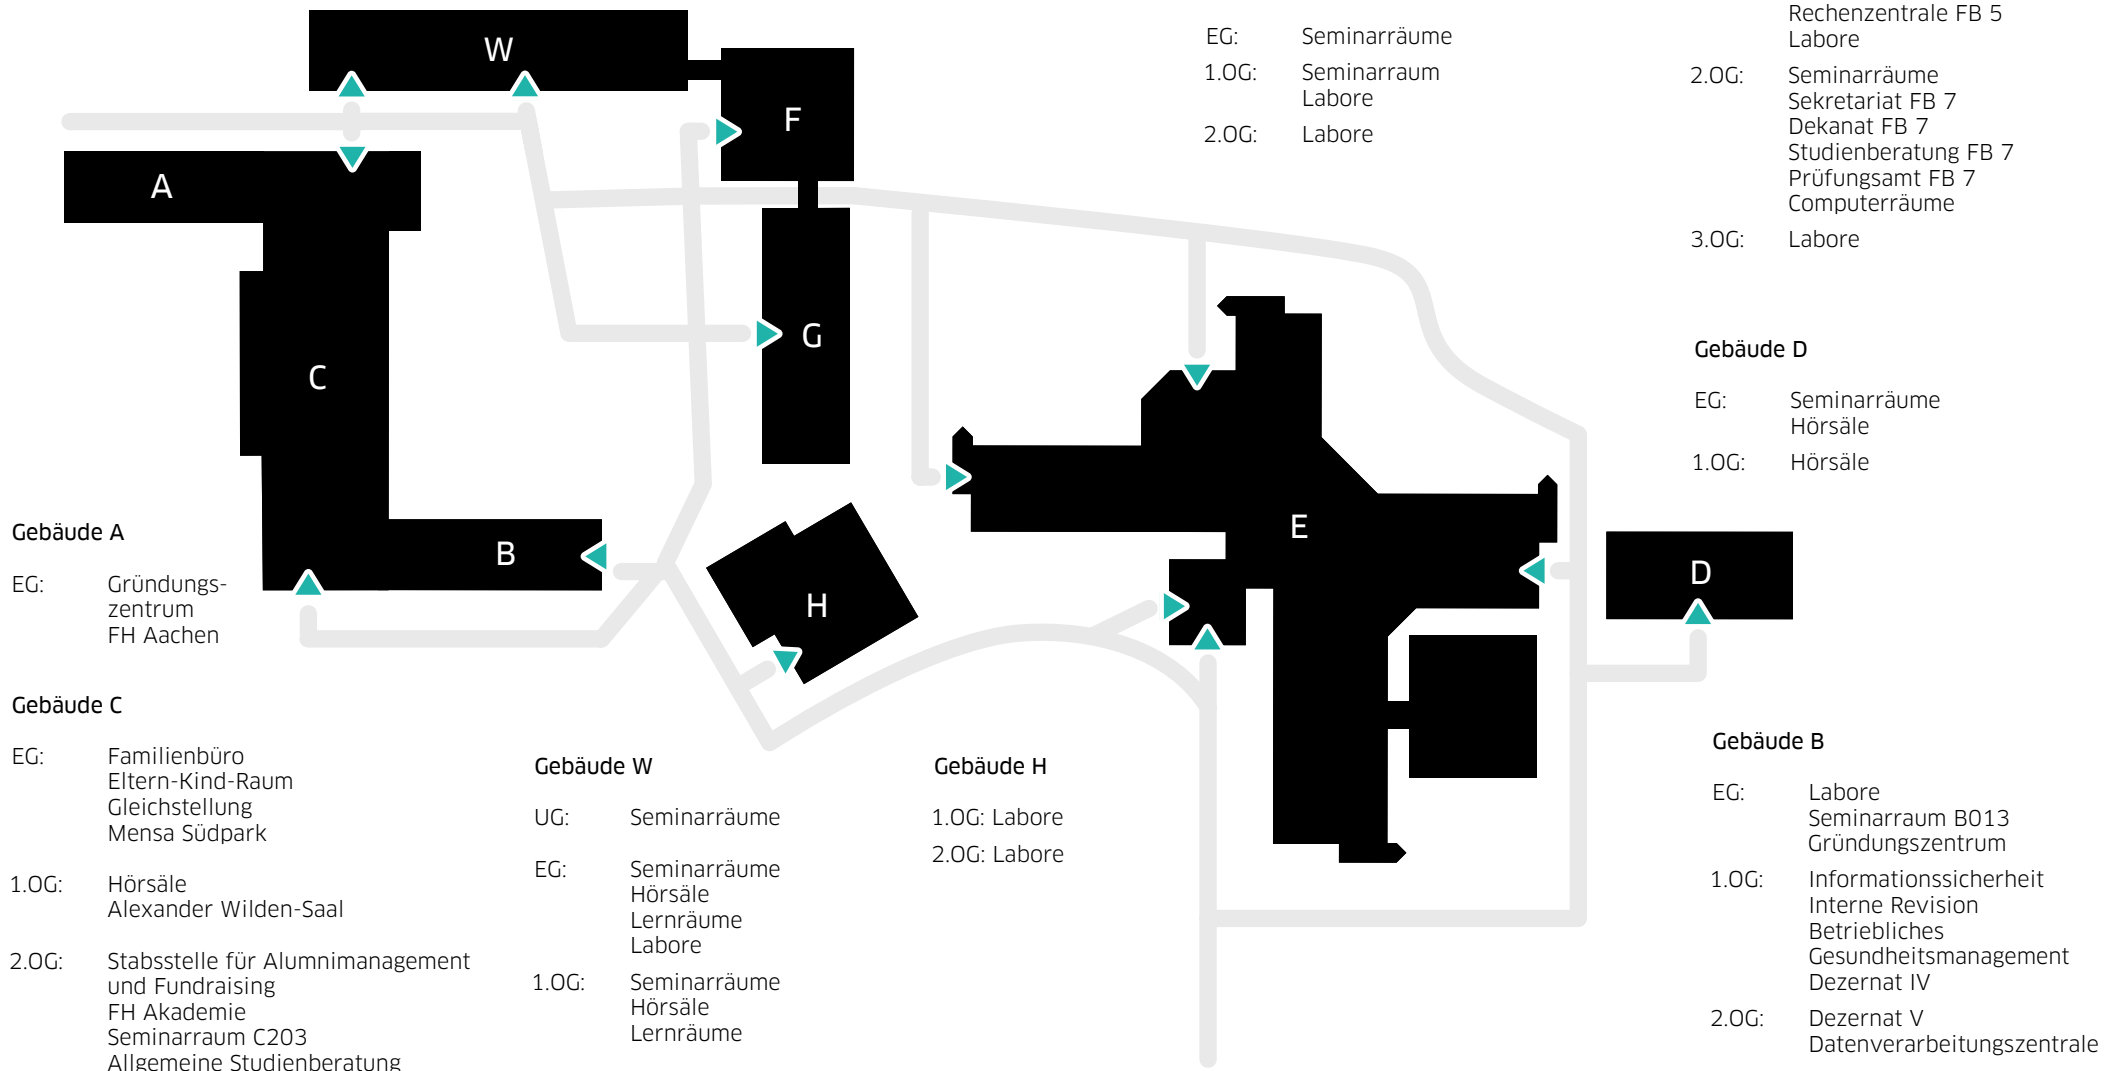 W
F
A
G
C
B
H
E
D
EG: Seminarräume
1.OG: Seminarraum
Labore
2.OG: Labore
Rechenzentrale FB 5
Labore
2.OG: Seminarräume
Sekretariat FB 7
Dekanat FB 7
Studienberatung FB 7
Prüfungsamt FB 7
Computerräume
3.OG: Labore
Gebäude D
EG: Seminarräume
Hörsäle
1.OG: Hörsäle
Gebäude A
EG: Gründungs-
zentrum
FH Aachen
Gebäude C
EG: Familienbüro
Eltern-Kind-Raum
Gleichstellung
Mensa Südpark
1.OG: Hörsäle
Alexander Wilden-Saal
2.OG: Stabsstelle für Alumnimanagement
und Fundraising
FH Akademie
Seminarraum C203
Allgemeine Studienberatung
Gebäude W
UG: Seminarräume
EG: Seminarräume
Hörsäle
Lernräume
Labore
1.OG: Seminarräume
Hörsäle
Lernräume
Gebäude H
1.OG: Labore
2.OG: Labore
Gebäude B
EG: Labore
Seminarraum B013
Gründungszentrum
1.OG: Informationssicherheit
Interne Revision
Betriebliches
Gesundheitsmanagement
Dezernat IV
2.OG: Dezernat V
Datenverarbeitungszentrale